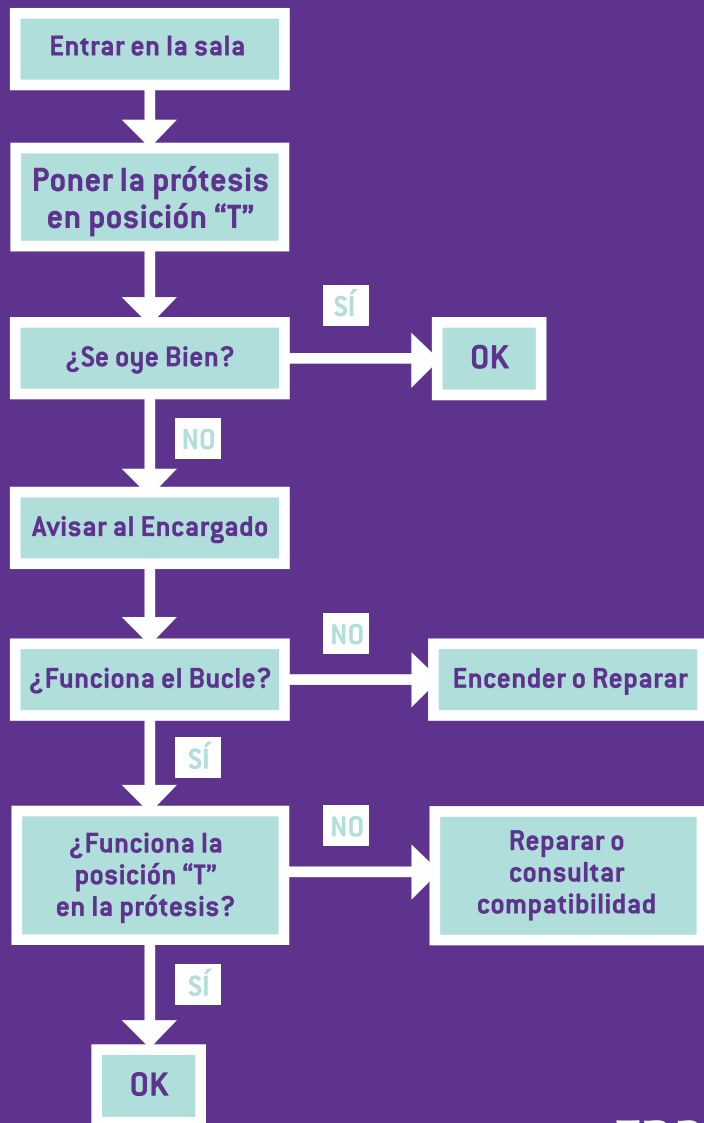 Entrar en la sala
Poner la prótesis
en posición “T”
SÍ
¿Se oye Bien?
OK
NO
Avisar al Encargado
NO
¿Funciona el Bucle?
Encender o Reparar
SÍ
NO
¿Funciona la
posición “T”
en la prótesis?
Reparar o
consultar
compatibilidad
SÍ
OK